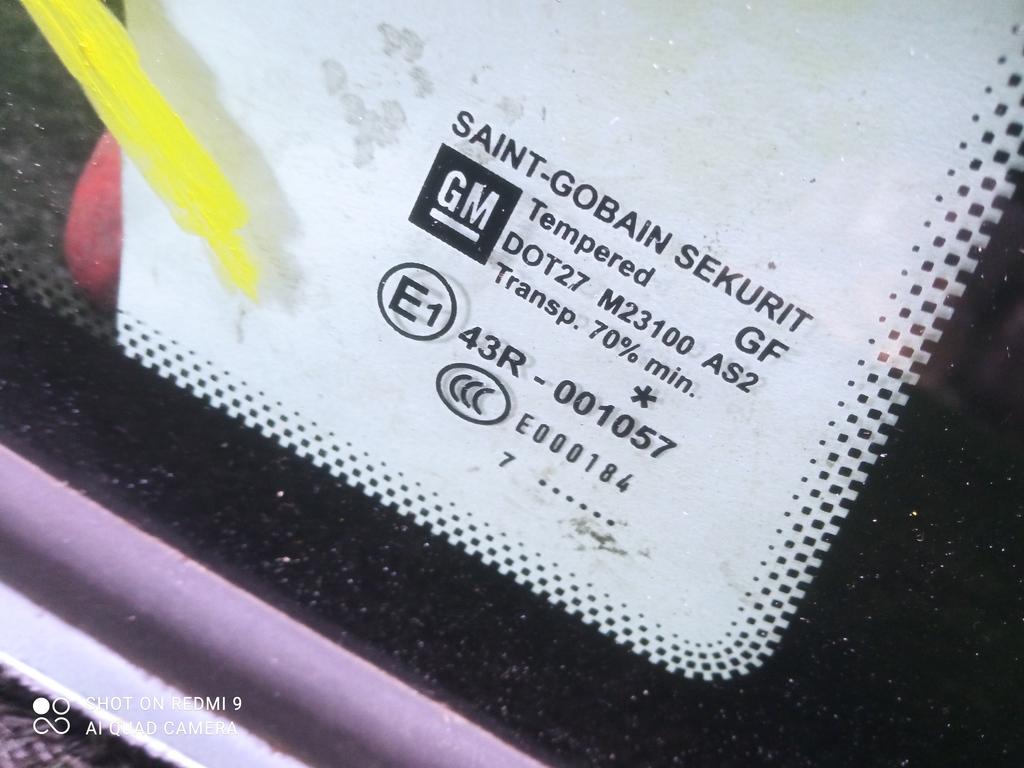 SAINT-GOBAIN SEKURIT
GM
Tempered GF
DOT27 M23100 AS2
Transp. 70% min.
E1
43R - 001057 *
CCC E000184
7 ......
SHOT ON REDMI 9
AI QUAD CAMERA